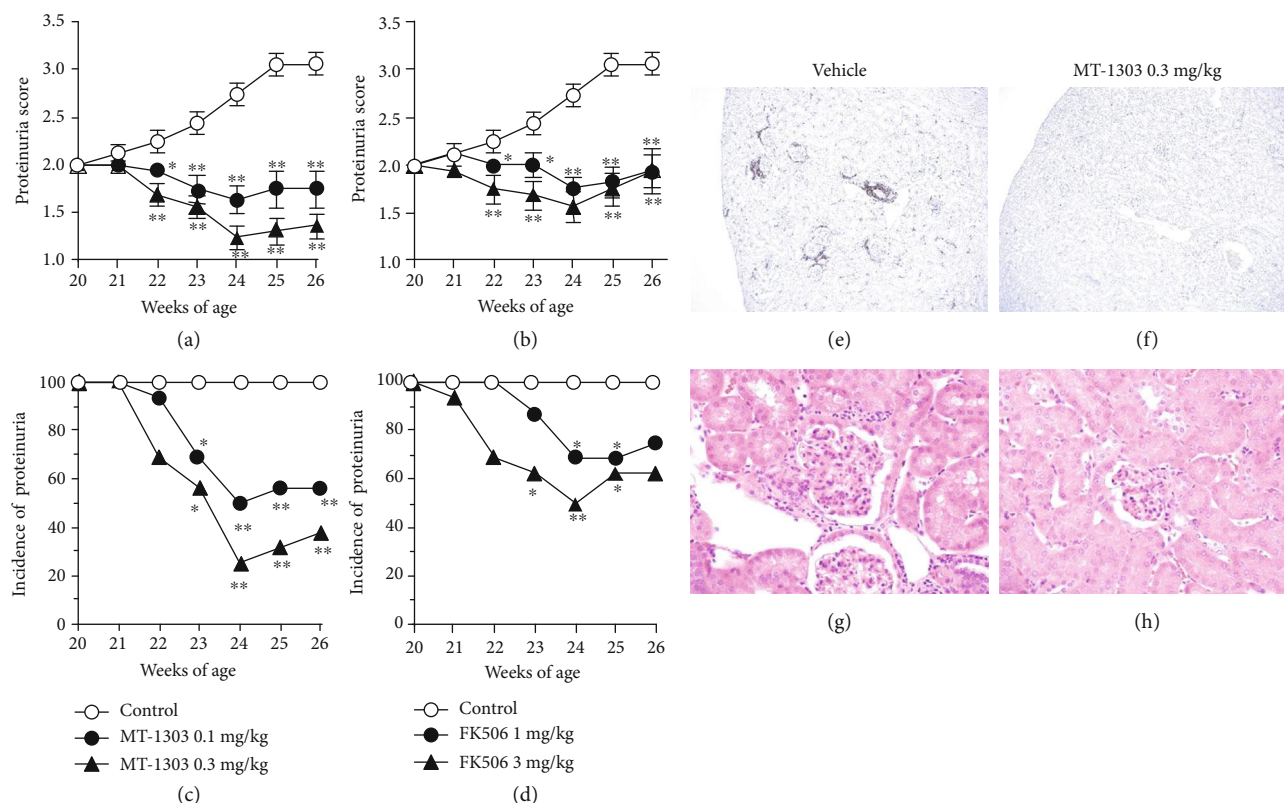 3.5
3.0
2.5
2.0
1.5
1.0
Proteinuria score
* ** ** ** **
** ** ** ** **
20 21 22 23 24 25 26
Weeks of age
(a)
3.5
3.0
2.5
2.0
1.5
1.0
Proteinuria score
* * ** ** **
** ** ** **
20 21 22 23 24 25 26
Weeks of age
(b)
Vehicle
(e)
MT-1303 0.3 mg/kg
(f)
100
80
60
40
20
0
Incidence of proteinuria
* ** ** **
* ** ** **
20 21 22 23 24 25 26
Weeks of age
Control
MT-1303 0.1 mg/kg
MT-1303 0.3 mg/kg
(c)
100
80
60
40
20
0
Incidence of proteinuria
* *
* ** *
20 21 22 23 24 25 26
Weeks of age
Control
FK506 1 mg/kg
FK506 3 mg/kg
(d)
(g)
(h)